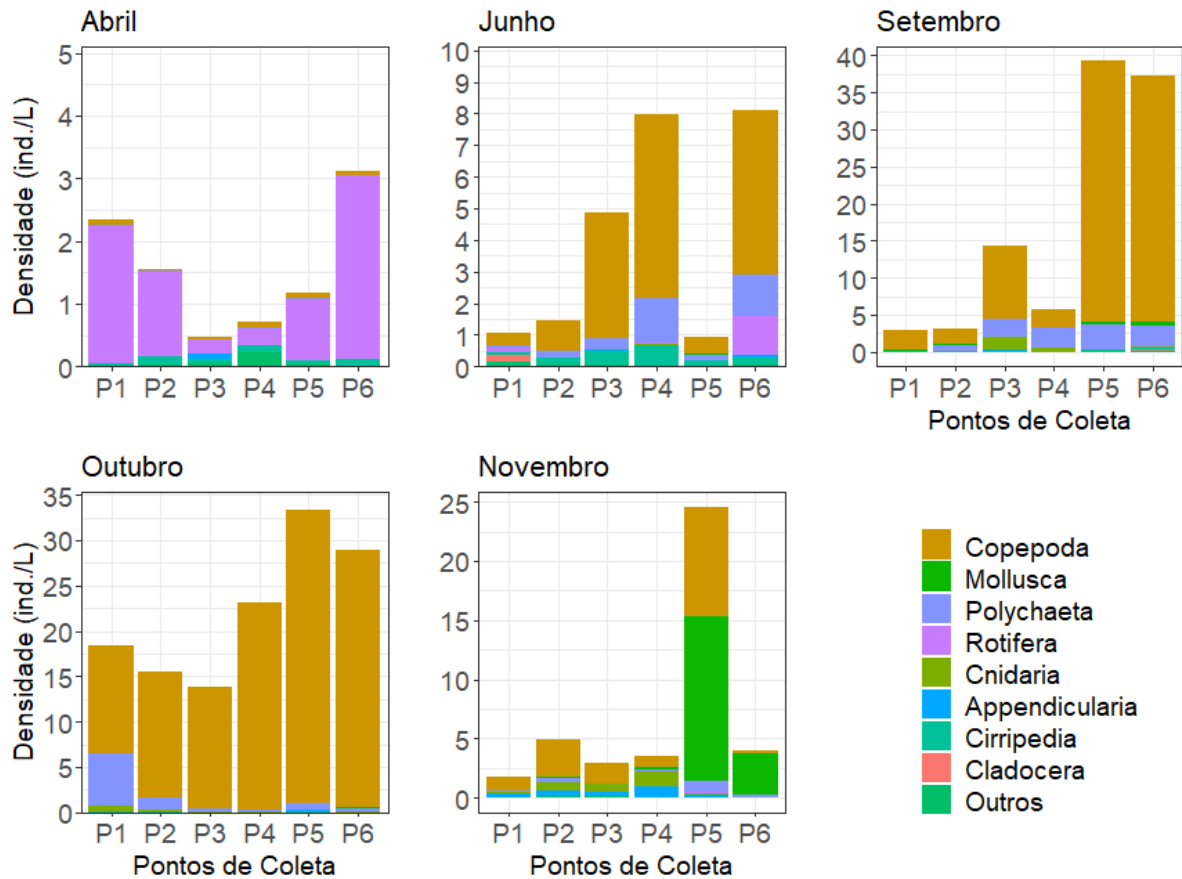 Abril
Densidade (ind./L)
5
4
3
2
1
0
P1 P2 P3 P4 P5 P6
Junho
10
9
8
7
6
5
4
3
2
1
0
P1 P2 P3 P4 P5 P6
Setembro
40
35
30
25
20
15
10
5
0
P1 P2 P3 P4 P5 P6
Pontos de Coleta
Outubro
Densidade (ind./L)
35
30
25
20
15
10
5
0
P1 P2 P3 P4 P5 P6
Pontos de Coleta
Novembro
25
20
15
10
5
0
P1 P2 P3 P4 P5 P6
Pontos de Coleta
Copepoda
Mollusca
Polychaeta
Rotifera
Cnidaria
Appendicularia
Cirripedia
Cladocera
Outros